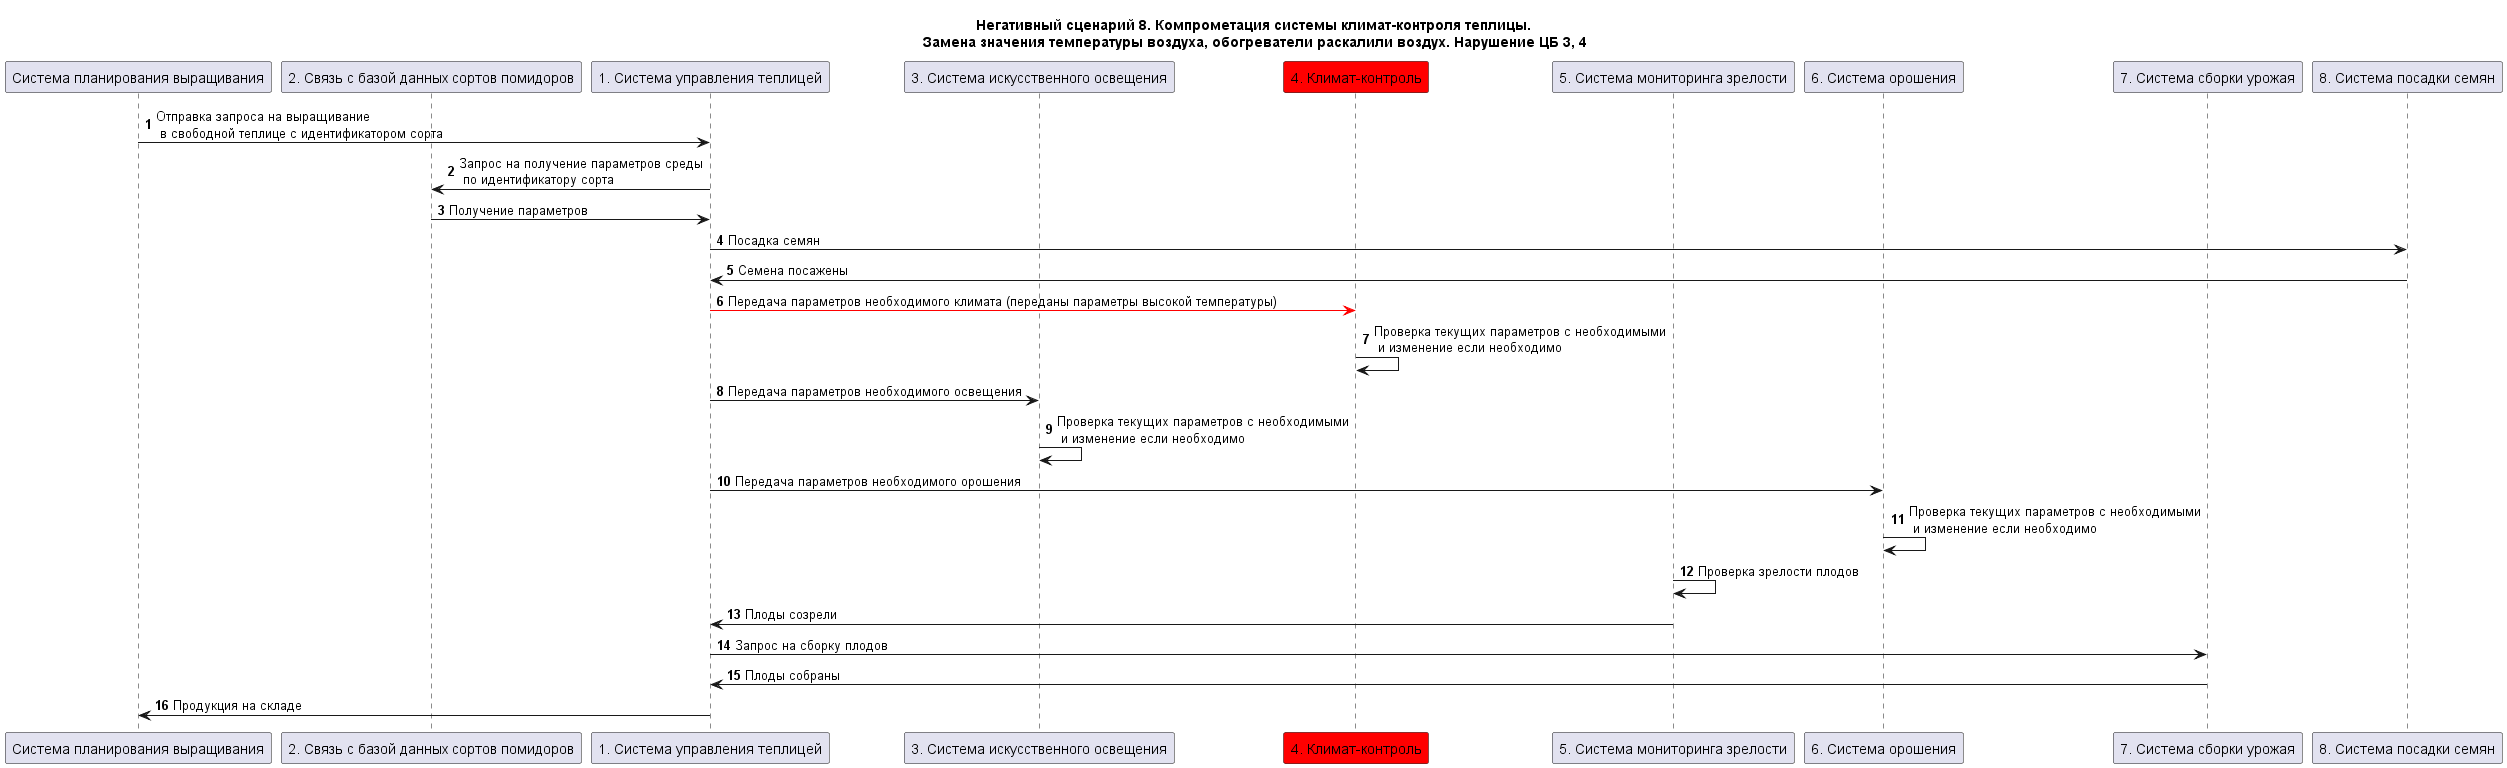 Негативный сценарий 8. Компрометация системы климат-контроля теплицы.
Замена значения температуры воздуха, обогреватели раскалили воздух. Нарушение ЦБ 3, 4
Система планирования выращивания
2. Связь с базой данных сортов помидоров
1. Система управления теплицей
3. Система искусственного освещения
4. Климат-контроль
5. Система мониторинга зрелости
6. Система орошения
7. Система сборки урожая
8. Система посадки семян
1 Отправка запроса на выращивание
в свободной теплице с идентификатором сорта
2 Запрос на получение параметров среды
по идентификатору сорта
3 Получение параметров
4 Посадка семян
5 Семена посажены
6 Передача параметров необходимого климата (переданы параметры высокой температуры)
7 Проверка текущих параметров с необходимыми
и изменение если необходимо
8 Передача параметров необходимого освещения
9 Проверка текущих параметров с необходимыми
и изменение если необходимо
10 Передача параметров необходимого орошения
11 Проверка текущих параметров с необходимыми
и изменение если необходимо
12 Проверка зрелости плодов
13 Плоды созрели
14 Запрос на сборку плодов
15 Плоды собраны
16 Продукция на складе
Система планирования выращивания
2. Связь с базой данных сортов помидоров
1. Система управления теплицей
3. Система искусственного освещения
4. Климат-контроль
5. Система мониторинга зрелости
6. Система орошения
7. Система сборки урожая
8. Система посадки семян